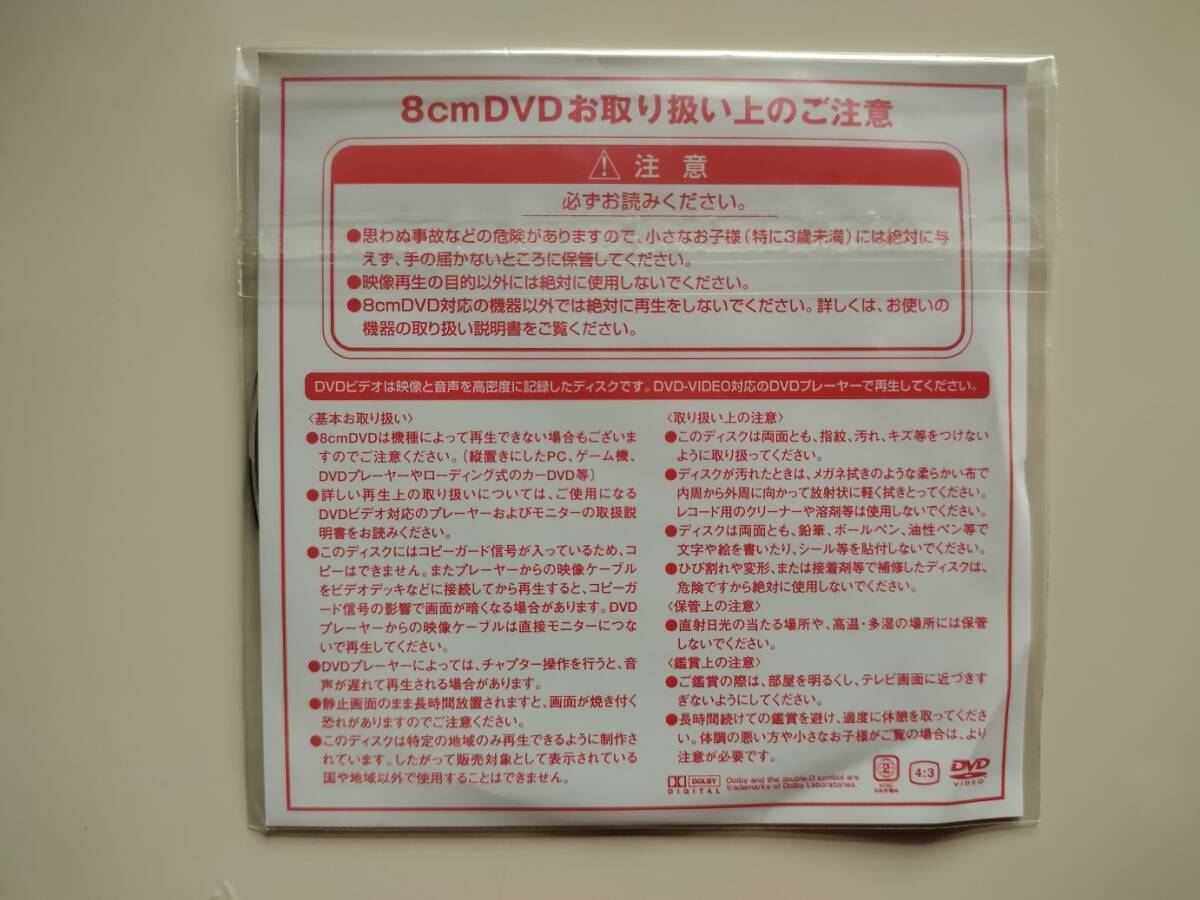 8cmDVDお取り扱い上のご注意
注意
必ずお読みください。
●思わぬ事故などの危険がありますので、小さなお子様(特に3歳未満)には絶対に与
えず、手の届かないところに保管してください。
●映像再生の目的以外には絶対に使用しないでください。
●8cmDVD対応の機器以外では絶対に再生をしないでください。詳しくは、お使いの
機器の取り扱い説明書をご覧ください。
DVDビデオは映像と音声を高密度に記録したディスクです。DVD-VIDEO対応のDVDプレーヤーで再生してください。
〈基本お取り扱い〉
●8cmDVDは機種によって再生できない場合もございま
すのでご注意ください。(縦置きにしたPC、ゲーム機、
DVDプレーヤーやローディング式のカーDVD等)
●詳しい再生上の取り扱いについては、ご使用になる
DVDビデオ対応のプレーヤーおよびモニターの取扱説
明書をお読みください。
●このディスクにはコピーガード信号が入っているため、コ
ピーはできません。またプレーヤーからの映像ケーブル
をビデオデッキなどに接続してから再生すると、コピーガ
ード信号の影響で画面が暗くなる場合があります。DVD
プレーヤーからの映像ケーブルは直接モニターにつな
いで再生してください。
●DVDプレーヤーによっては、チャプター操作を行うと、音
声が遅れて再生される場合があります。
●静止画面のまま長時間放置されますと、画面が焼き付く
恐れがありますのでご注意ください。
●このディスクは特定の地域のみ再生できるように制作さ
れています。したがって販売対象として表示されている
国や地域以外で使用することはできません。
〈取り扱い上の注意〉
●このディスクは両面とも、指紋、汚れ、キズ等をつけない
ように取り扱ってください。
●ディスクが汚れたときは、メガネ拭きのような柔らかい布で
内周から外周に向かって放射状に軽く拭きとってください。
レコード用のクリーナーや溶剤等は使用しないでください。
●ディスクは両面とも、鉛筆、ボールペン、油性ペン等で
文字や絵を書いたり、シール等を貼付しないでください。
●ひび割れや変形、または接着剤等で補修したディスクは、
危険ですから絶対に使用しないでください。
〈保管上の注意〉
●直射日光の当たる場所や、高温・多湿の場所には保管
しないでください。
〈鑑賞上の注意〉
●ご鑑賞の際は、部屋を明るくし、テレビ画面に近づきす
ぎないようにしてください。
●長時間続けての鑑賞を避け、適度に休憩を取ってくださ
い。体調の悪い方や小さなお子様がご覧の場合は、より
注意が必要です。
DOLBY
DIGITAL
Dolby and the double-D symbol are
trademarks of Dolby Laboratories.
2
NTSC
日本市場向
4:3
DVD
VIDEO